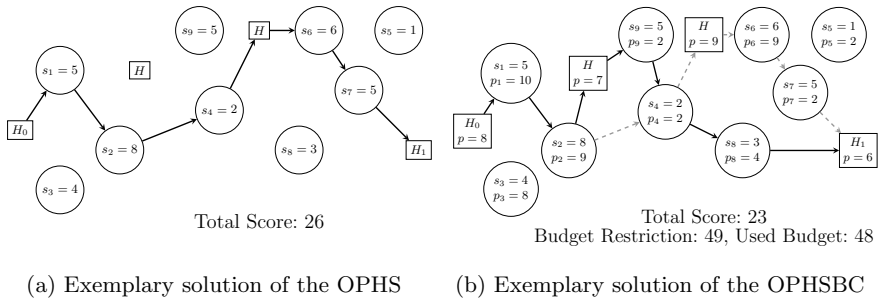 s₉ = 5
H
s₆ = 6
s₅ = 1
s₁ = 5
H
s₇ = 5
s₄ = 2
H₀
s₂ = 8
s₈ = 3
H₁
s₃ = 4
Total Score: 26
(a) Exemplary solution of the OPHS
s₉ = 5
p₉ = 2
H
p = 9
s₆ = 6
p₆ = 9
s₅ = 1
p₅ = 2
s₁ = 5
p₁ = 10
H
p = 7
s₇ = 5
p₇ = 2
s₄ = 2
p₄ = 2
H₀
p = 8
s₂ = 8
p₂ = 9
s₈ = 3
p₈ = 4
H₁
p = 6
s₃ = 4
p₃ = 8
Total Score: 23
Budget Restriction: 49, Used Budget: 48
(b) Exemplary solution of the OPHSBC